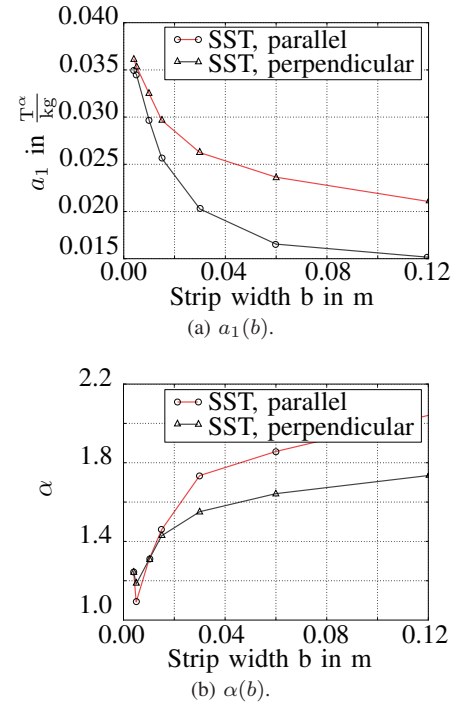 0.040
0.035
0.030
0.025
0.020
0.015
a₁ in T^α/kg
SST, parallel
SST, perpendicular
0.00 0.04 0.08 0.12
Strip width b in m
(a) a₁(b).
2.2
1.8
1.4
1.0
α
SST, parallel
SST, perpendicular
0.00 0.04 0.08 0.12
Strip width b in m
(b) α(b).